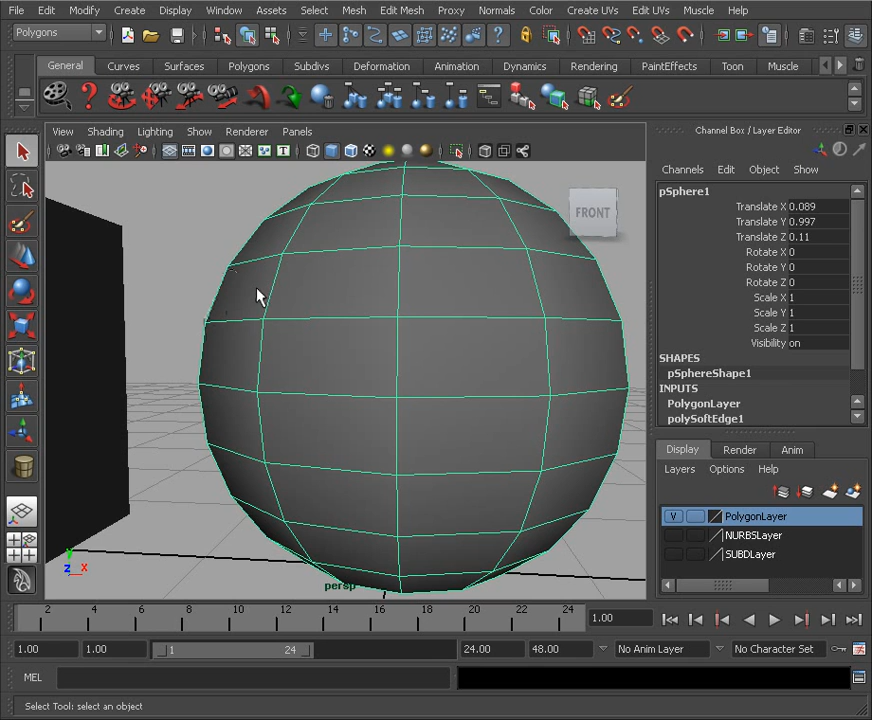 File Edit Modify Create Display Window Assets Select Mesh Edit Mesh Proxy Normals Color Create UVs Edit UVs Muscle Help
Polygons
General Curves Surfaces Polygons Subdivs Deformation Animation Dynamics Rendering PaintEffects Toon Muscle
View Shading Lighting Show Renderer Panels
FRONT
Y
Z X
persp
Channel Box / Layer Editor
Channels Edit Object Show
pSphere1
Translate X 0.089
Translate Y 0.997
Translate Z 0.11
Rotate X 0
Rotate Y 0
Rotate Z 0
Scale X 1
Scale Y 1
Scale Z 1
Visibility on
SHAPES
pSphereShape1
INPUTS
PolygonLayer
polySoftEdge1
Display Render Anim
Layers Options Help
V PolygonLayer
NURBSLayer
SUBDLayer
2 4 6 8 10 12 14 16 18 20 22 24 1.00
1.00 1.00 1 24 24.00 48.00 No Anim Layer No Character Set
MEL
Select Tool: select an object